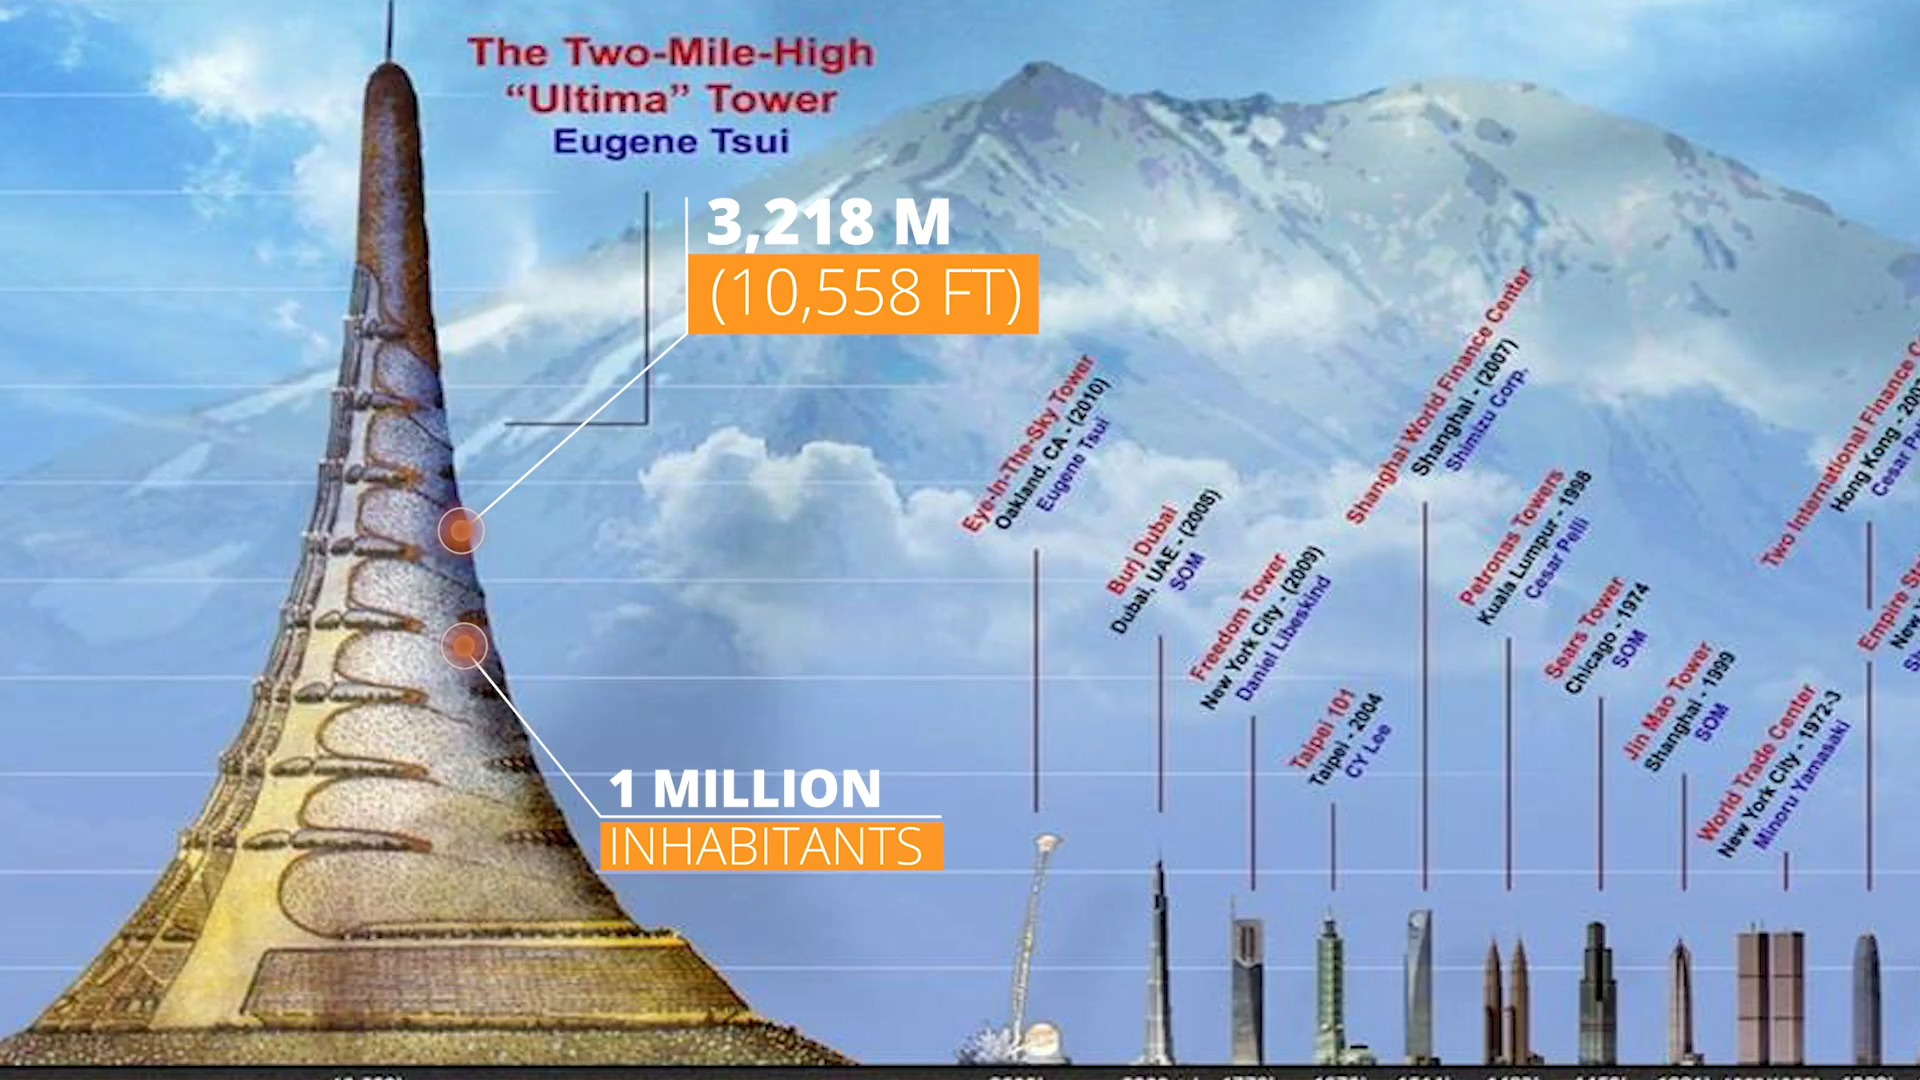 The Two-Mile-High
“Ultima” Tower
Eugene Tsui
3,218 M
(10,558 FT)
1 MILLION
INHABITANTS
Eye-In-The-Sky Tower
Oakland, CA - (2010)
Eugene Tsui
Burj Dubai
Dubai, UAE - (2008)
SOM
Freedom Tower
New York City - (2009)
Daniel Libeskind
Taipei 101
Taipei - 2004
CY Lee
Shanghai World Finance Center
Shanghai - (2007)
Shimizu Corp.
Petronas Towers
Kuala Lumpur - 1998
Cesar Pelli
Sears Tower
Chicago - 1974
SOM
Jin Mao Tower
Shanghai - 1999
SOM
World Trade Center
New York City - 1972-3
Minoru Yamasaki
Two International Finance
Hong Kong -
Cesar
Empire
New